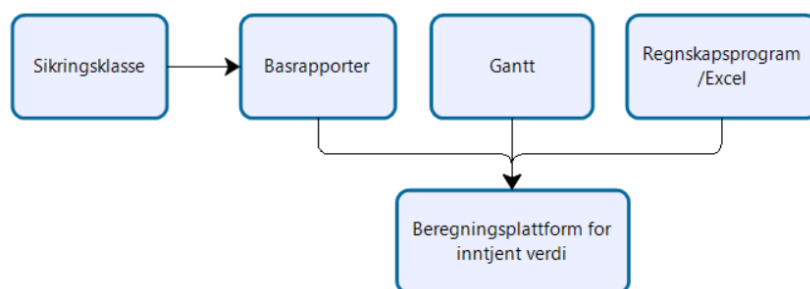 Sikringsklasse
Basrapporter
Gantt
Regnskapsprogram
/Excel
Beregningsplattform for
inntjent verdi